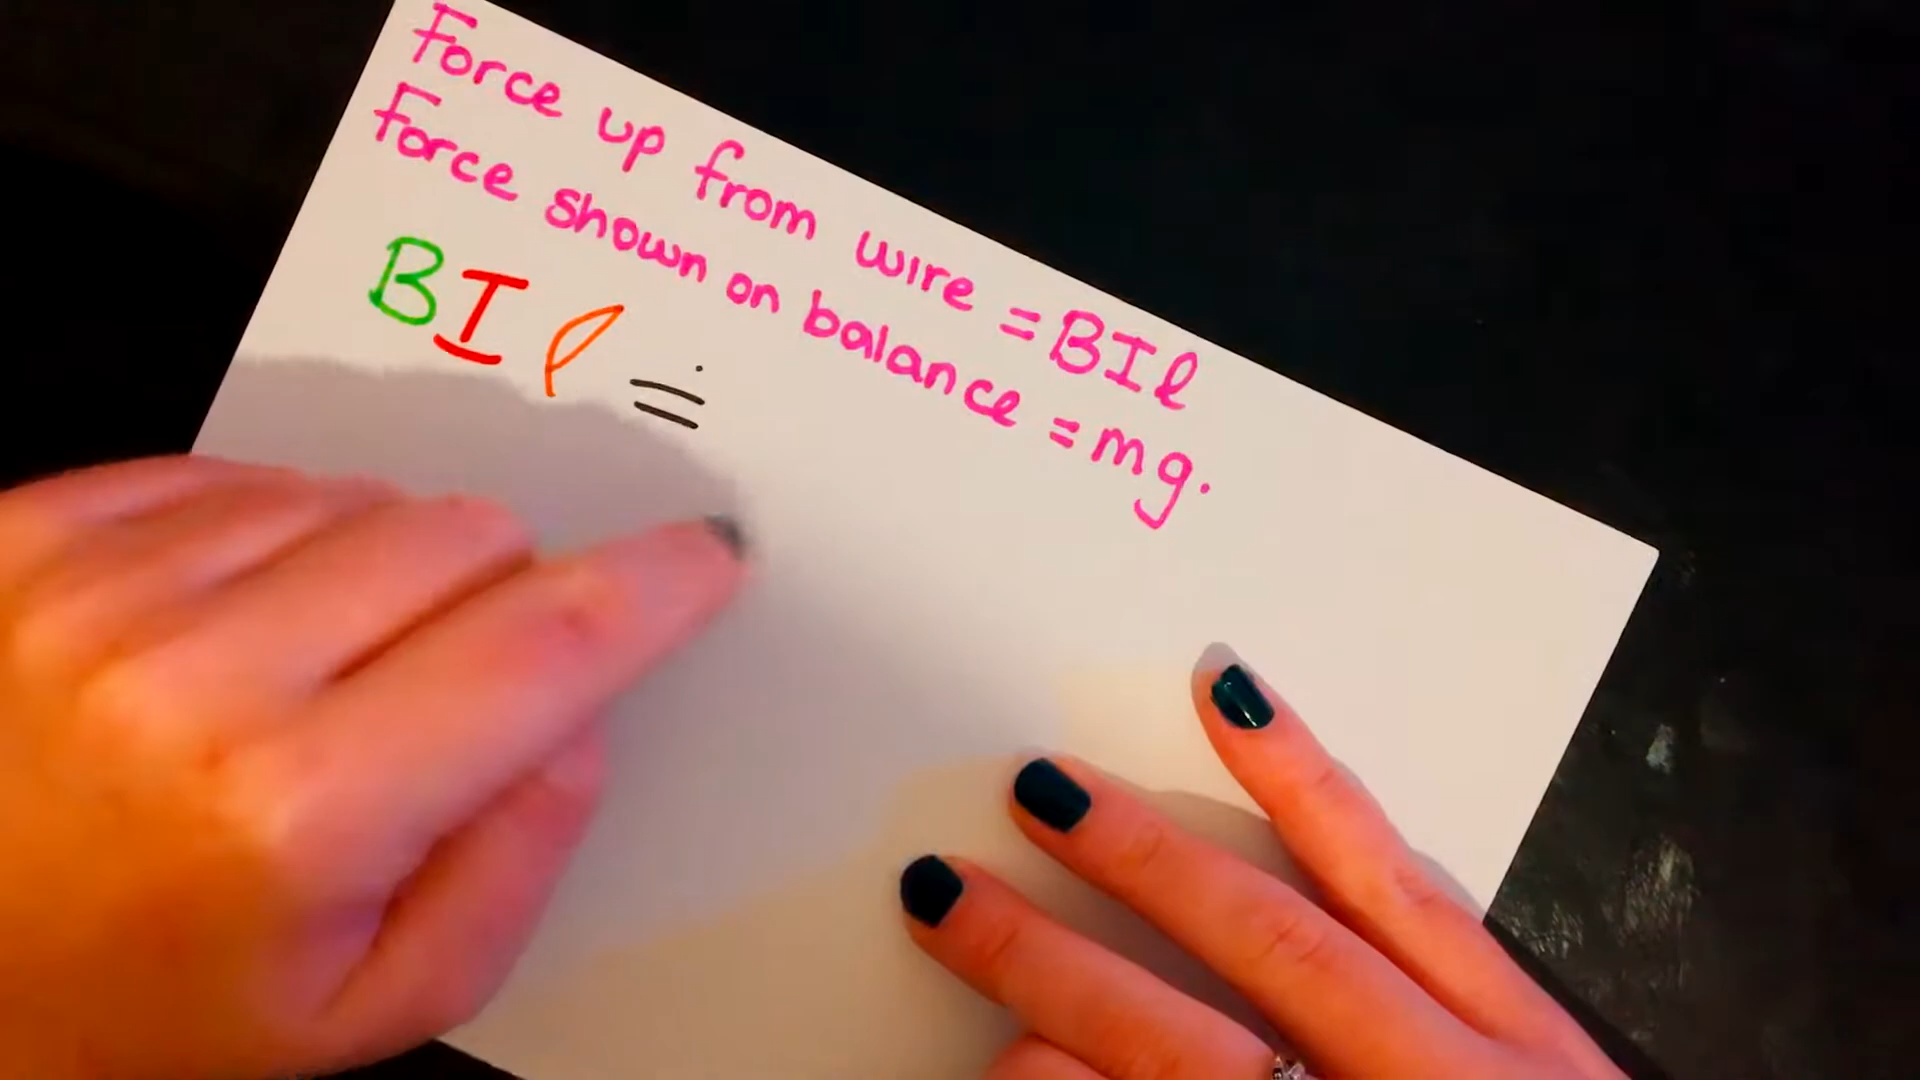 Force up from wire = BIl
Force shown on balance = mg.
BIl =